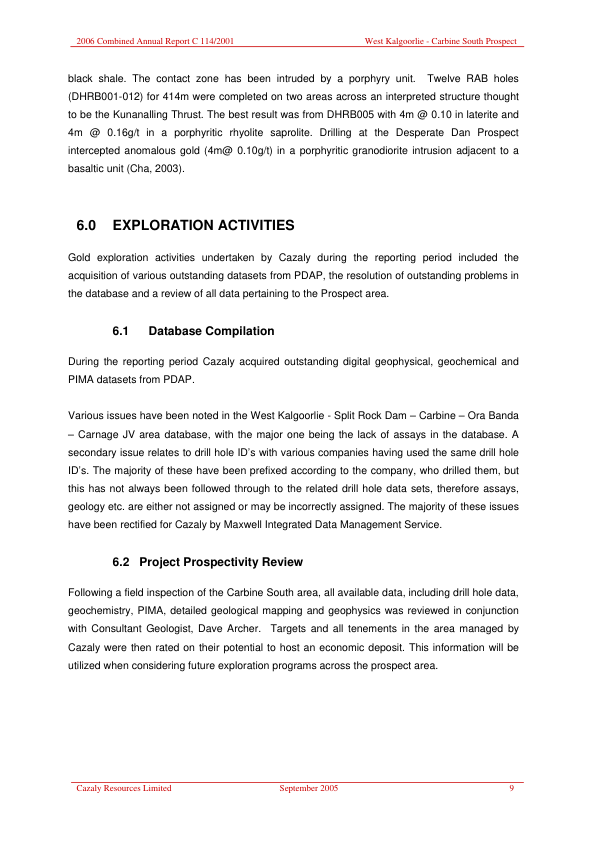 2006 Combined Annual Report C 114/2001 West Kalgoorlie - Carbine South Prospect
black shale. The contact zone has been intruded by a porphyry unit. Twelve RAB holes
(DHRB001-012) for 414m were completed on two areas across an interpreted structure thought
to be the Kunanalling Thrust. The best result was from DHRB005 with 4m @ 0.10 in laterite and
4m @ 0.16g/t in a porphyritic rhyolite saprolite. Drilling at the Desperate Dan Prospect
intercepted anomalous gold (4m@ 0.10g/t) in a porphyritic granodiorite intrusion adjacent to a
basaltic unit (Cha, 2003).
6.0 EXPLORATION ACTIVITIES
Gold exploration activities undertaken by Cazaly during the reporting period included the
acquisition of various outstanding datasets from PDAP, the resolution of outstanding problems in
the database and a review of all data pertaining to the Prospect area.
6.1 Database Compilation
During the reporting period Cazaly acquired outstanding digital geophysical, geochemical and
PIMA datasets from PDAP.
Various issues have been noted in the West Kalgoorlie - Split Rock Dam – Carbine – Ora Banda
– Carnage JV area database, with the major one being the lack of assays in the database. A
secondary issue relates to drill hole ID's with various companies having used the same drill hole
ID's. The majority of these have been prefixed according to the company, who drilled them, but
this has not always been followed through to the related drill hole data sets, therefore assays,
geology etc. are either not assigned or may be incorrectly assigned. The majority of these issues
have been rectified for Cazaly by Maxwell Integrated Data Management Service.
6.2 Project Prospectivity Review
Following a field inspection of the Carbine South area, all available data, including drill hole data,
geochemistry, PIMA, detailed geological mapping and geophysics was reviewed in conjunction
with Consultant Geologist, Dave Archer. Targets and all tenements in the area managed by
Cazaly were then rated on their potential to host an economic deposit. This information will be
utilized when considering future exploration programs across the prospect area.
Cazaly Resources Limited September 2005 9